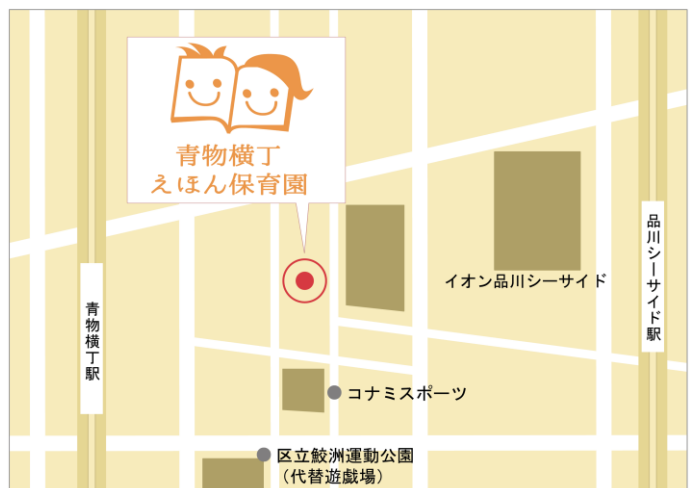 青物横丁
えほん保育園
品川シーサイド駅
イオン品川シーサイド
青物横丁駅
コナミスポーツ
区立鮫洲運動公園
（代替遊戯場）